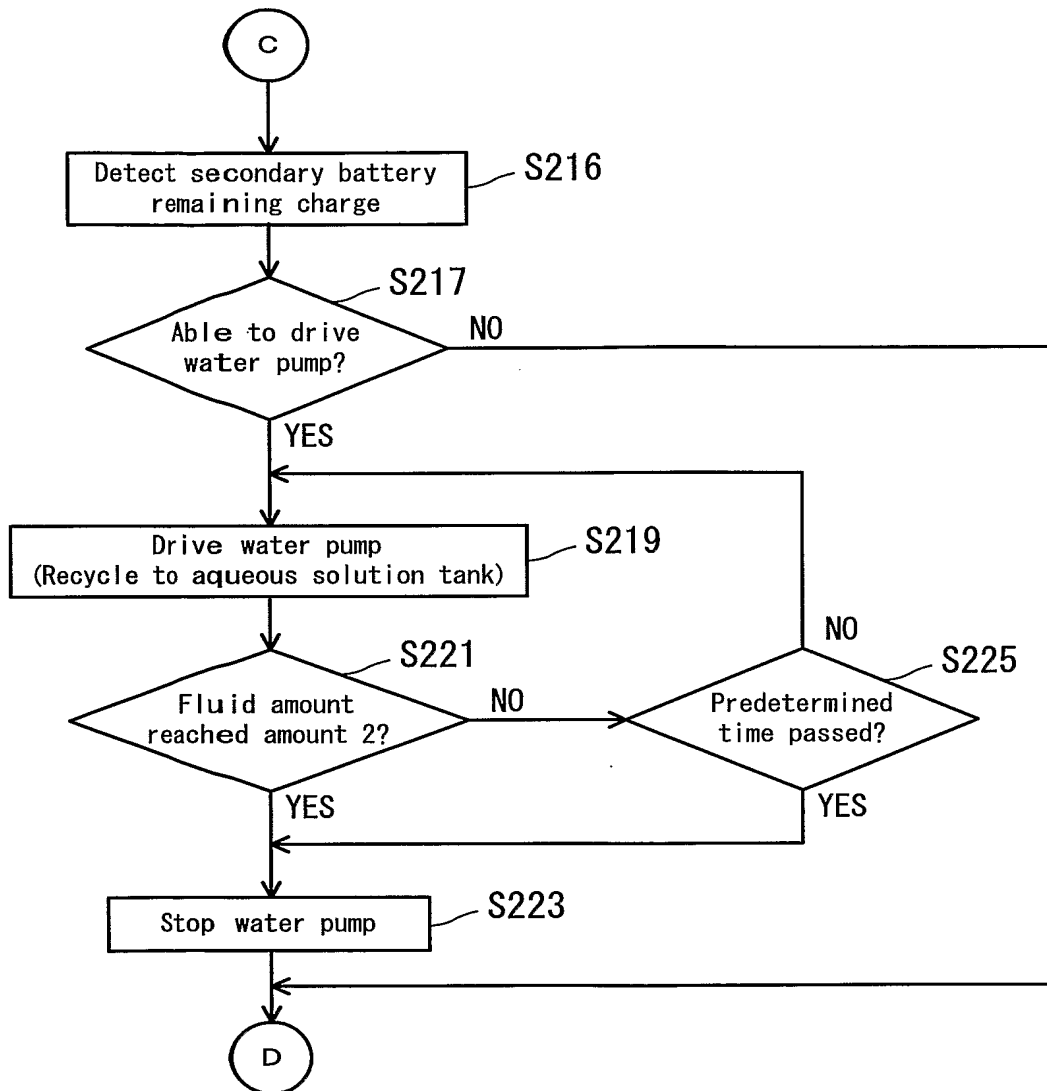 C
Detect secondary battery
remaining charge
S216
S217
Able to drive
water pump?
NO
YES
Drive water pump
(Recycle to aqueous solution tank)
S219
NO
S221
S225
Fluid amount
reached amount 2?
NO
Predetermined
time passed?
YES
YES
Stop water pump
S223
D